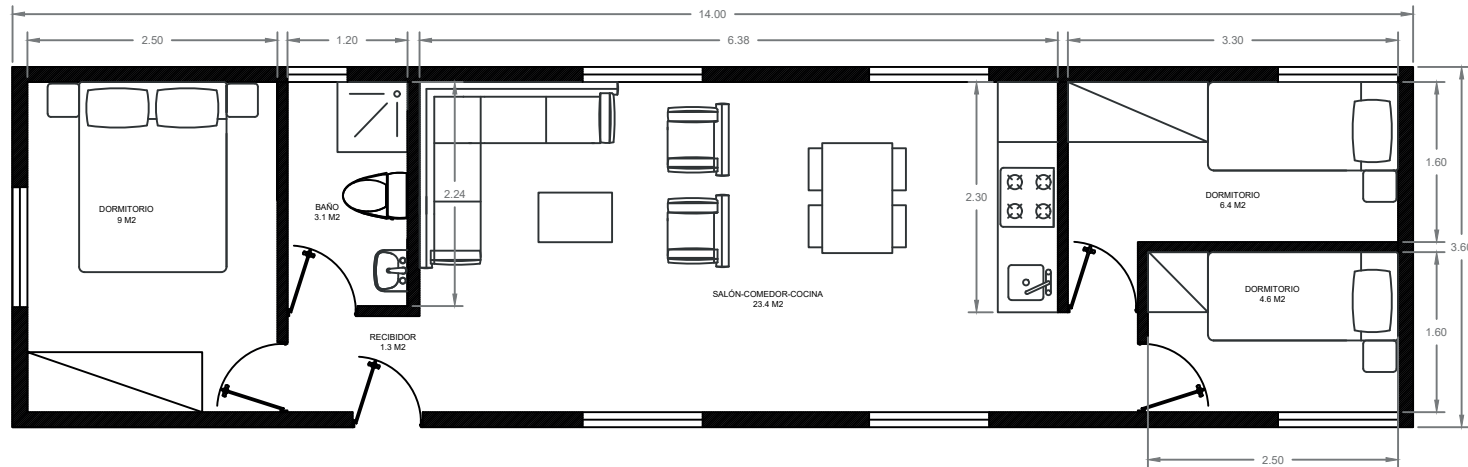 14.00
2.50
1.20
6.38
3.30
2.24
2.30
1.60
DORMITORIO
9 M2
BAÑO
3.1 M2
DORMITORIO
6.4 M2
3.60
SALÓN-COMEDOR-COCINA
23.4 M2
DORMITORIO
4.6 M2
RECIBIDOR
1.3 M2
1.60
2.50